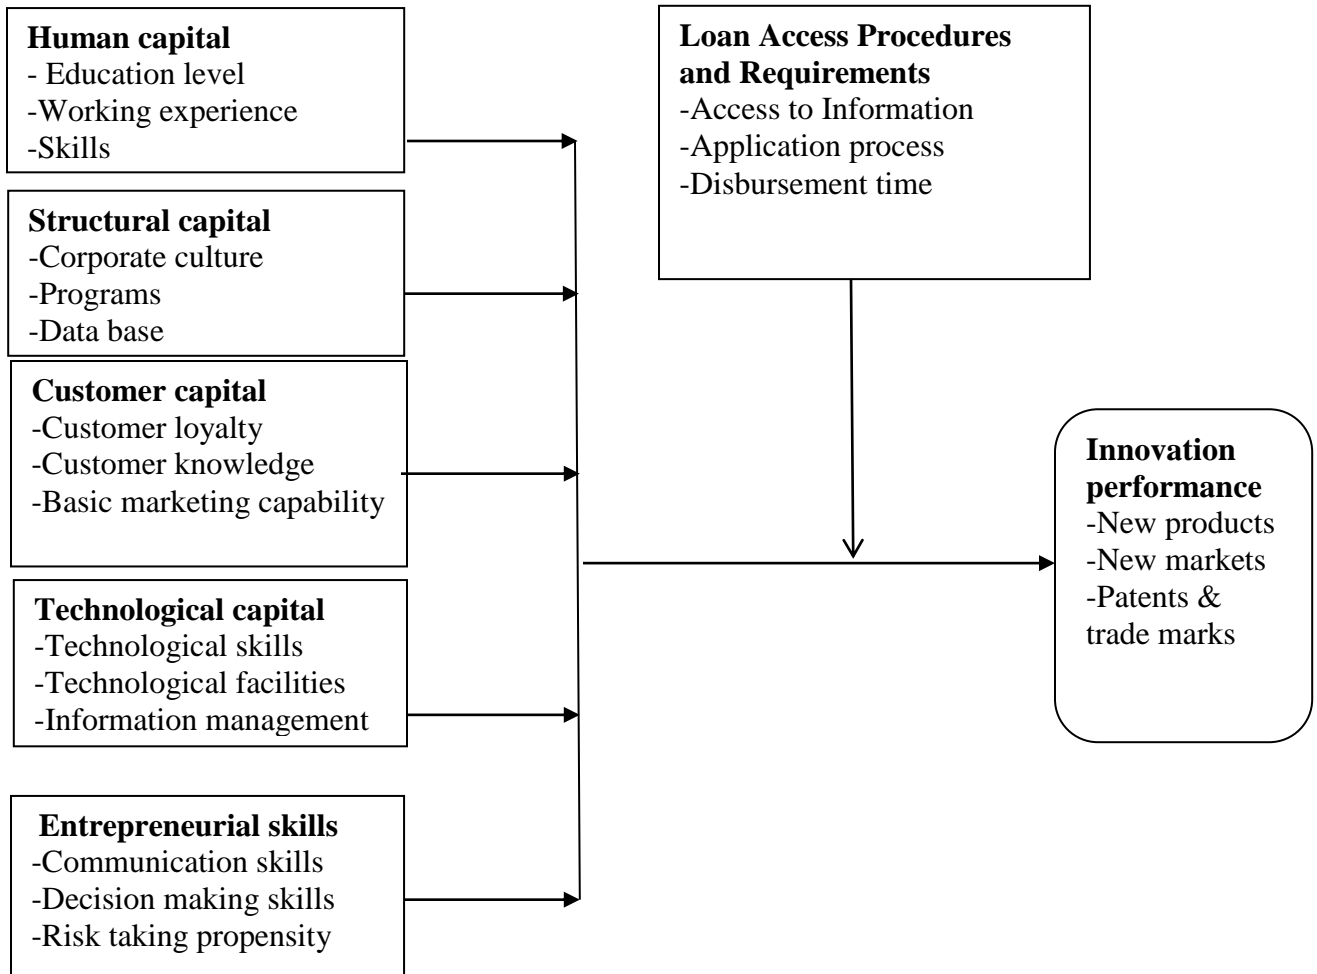 Human capital
- Education level
-Working experience
-Skills
Structural capital
-Corporate culture
-Programs
-Data base
Customer capital
-Customer loyalty
-Customer knowledge
-Basic marketing capability
Technological capital
-Technological skills
-Technological facilities
-Information management
Entrepreneurial skills
-Communication skills
-Decision making skills
-Risk taking propensity
Loan Access Procedures
and Requirements
-Access to Information
-Application process
-Disbursement time
Innovation
performance
-New products
-New markets
-Patents &
trade marks